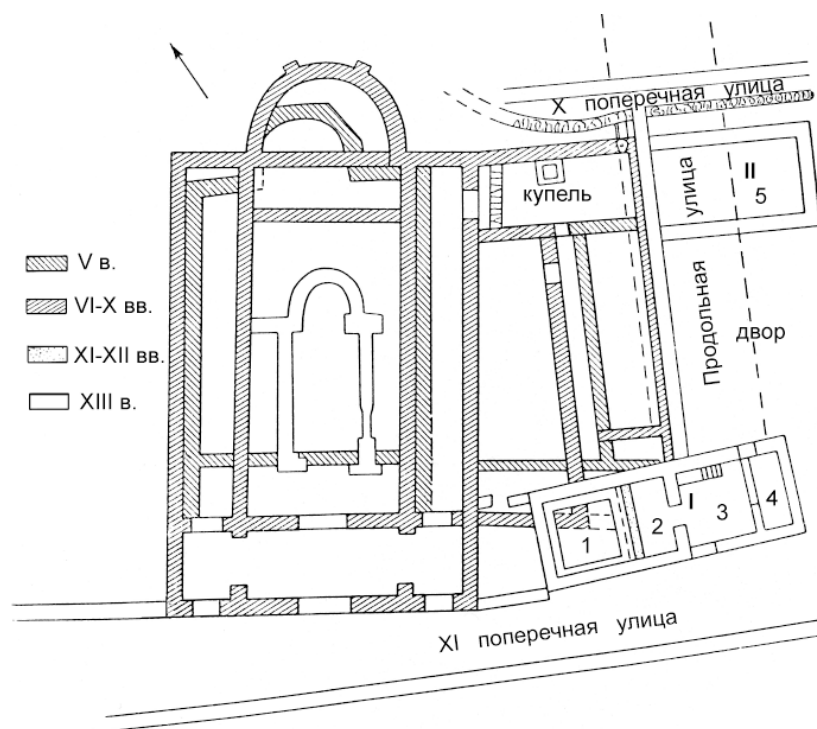 X поперечная улица
купель
улица
II
5
V в.
VI-X вв.
XI-XII вв.
XIII в.
Продольная
двор
I
1
2
3
4
XI поперечная улица